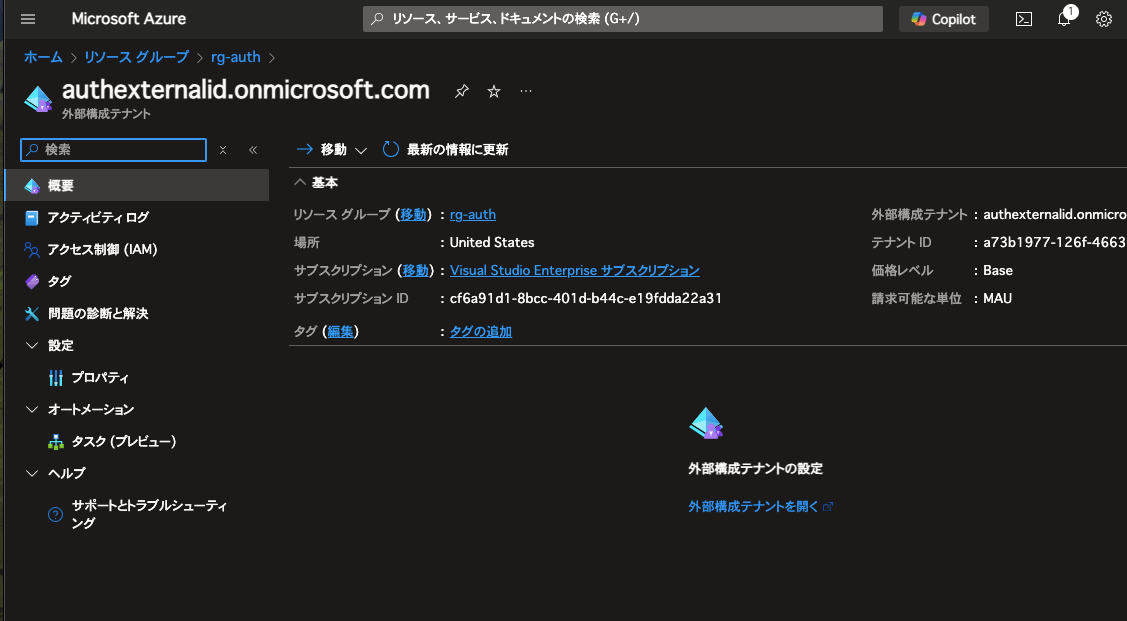 Microsoft Azure
リソース、サービス、ドキュメントの検索 (G+/)
Copilot
1
ホーム > リソース グループ > rg-auth >
authexternalid.onmicrosoft.com
外部構成テナント
検索
移動
最新の情報に更新
概要
アクティビティ ログ
アクセス制御 (IAM)
タグ
問題の診断と解決
設定
プロパティ
オートメーション
タスク (プレビュー)
ヘルプ
サポートとトラブルシューティ
ング
基本
リソース グループ (移動) : rg-auth
場所 : United States
サブスクリプション (移動) : Visual Studio Enterprise サブスクリプション
サブスクリプション ID : cf6a91d1-8bcc-401d-b44c-e19fdda22a31
タグ (編集) : タグの追加
外部構成テナント : authexternalid.onmicro
テナント ID : a73b1977-126f-4663
価格レベル : Base
請求可能な単位 : MAU
外部構成テナントの設定
外部構成テナントを開く